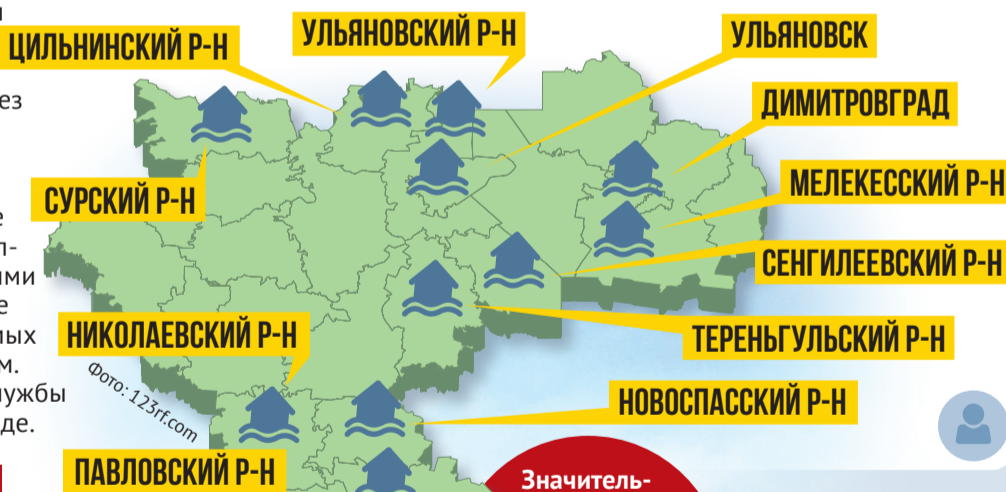 ЦИЛЬНИНСКИЙ Р-Н
УЛЬЯНОВСКИЙ Р-Н
УЛЬЯНОВСК
ДИМИТРОВГРАД
МЕЛЕКЕССКИЙ Р-Н
СУРСКИЙ Р-Н
СЕНГИЛЕЕВСКИЙ Р-Н
ТЕРЕНЬГУЛЬСКИЙ Р-Н
НИКОЛАЕВСКИЙ Р-Н
Фото: 123rf.com
НОВОСПАССКИЙ Р-Н
ПАВЛОВСКИЙ Р-Н
Значитель-